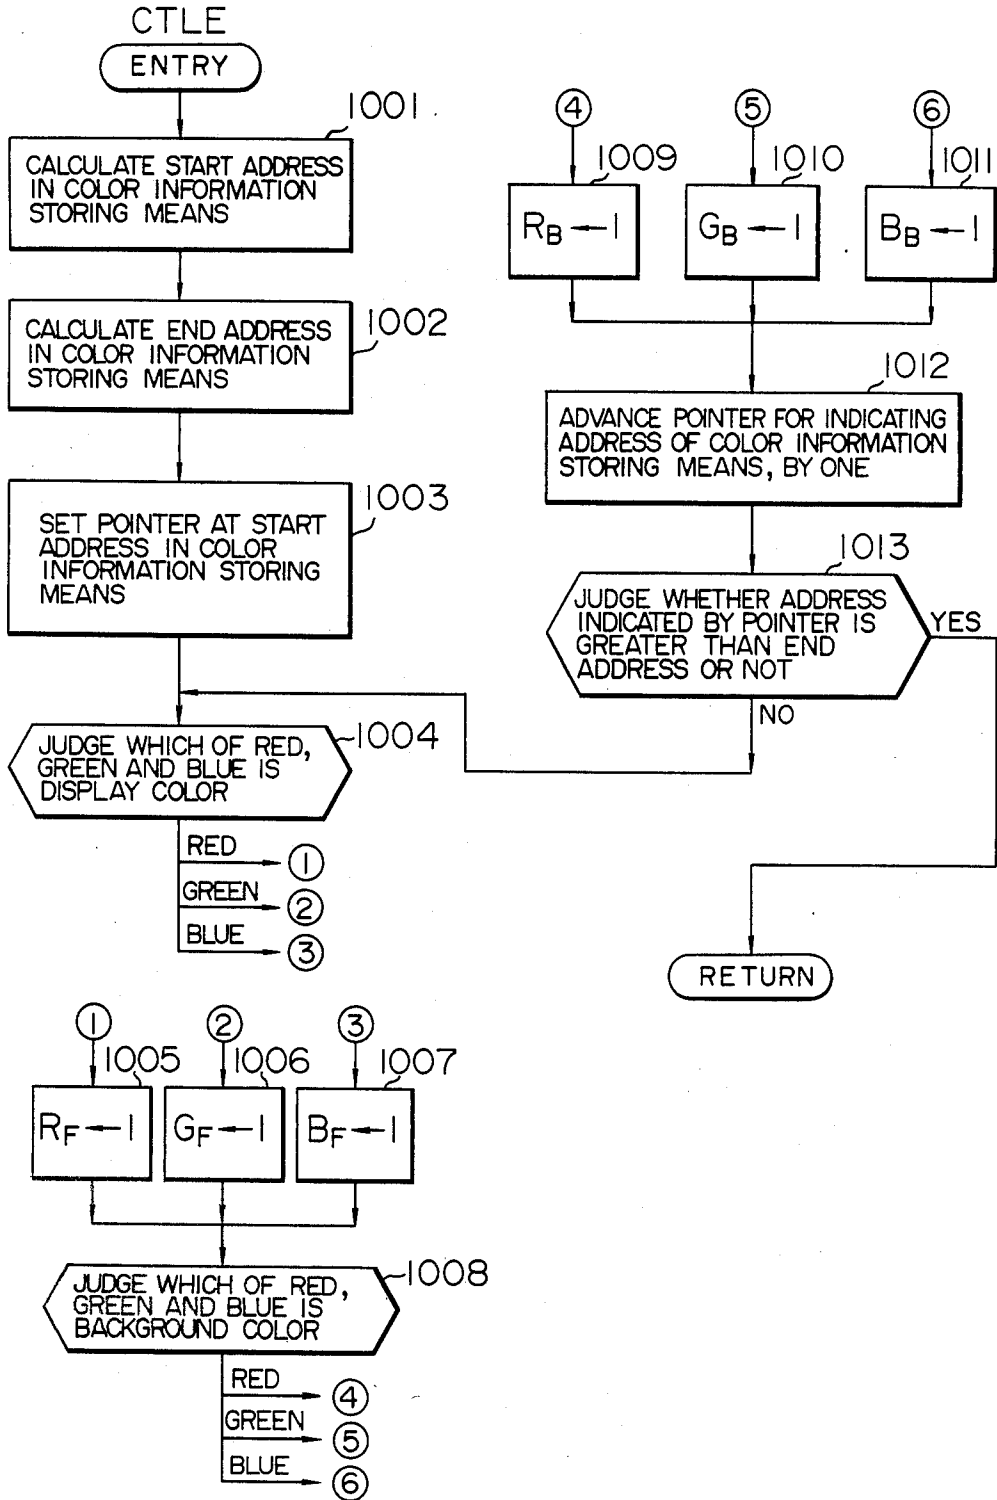 CTLE
ENTRY
1001
CALCULATE START ADDRESS
IN COLOR INFORMATION
STORING MEANS
1002
CALCULATE END ADDRESS
IN COLOR INFORMATION
STORING MEANS
1003
SET POINTER AT START
ADDRESS IN COLOR
INFORMATION STORING
MEANS
1004
JUDGE WHICH OF RED,
GREEN AND BLUE IS
DISPLAY COLOR
RED
1
GREEN
2
BLUE
3
1
2
3
1005
1006
1007
RF ← 1
GF ← 1
BF ← 1
1008
JUDGE WHICH OF RED,
GREEN AND BLUE IS
BACKGROUND COLOR
RED
4
GREEN
5
BLUE
6
4
5
6
1009
1010
1011
RB ← 1
GB ← 1
BB ← 1
1012
ADVANCE POINTER FOR INDICATING
ADDRESS OF COLOR INFORMATION
STORING MEANS, BY ONE
1013
JUDGE WHETHER ADDRESS
INDICATED BY POINTER IS
GREATER THAN END
ADDRESS OR NOT
YES
NO
RETURN